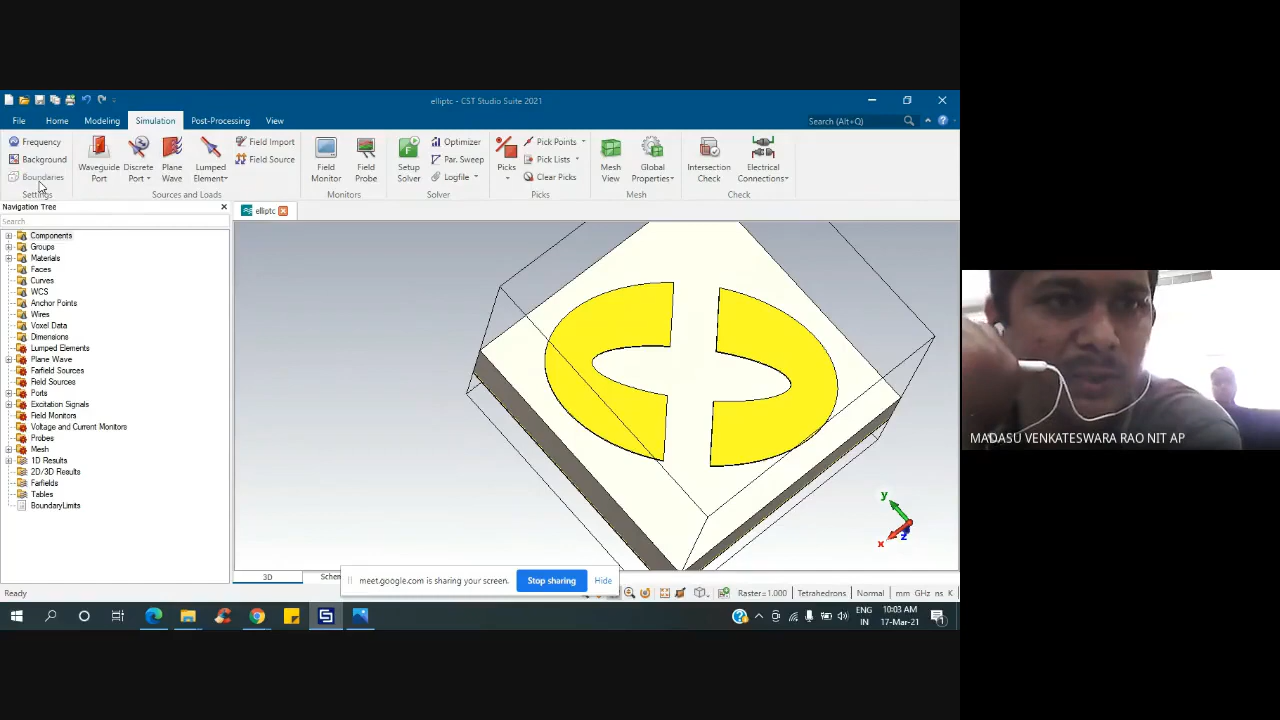 elliptc - CST Studio Suite 2021
File Home Modeling Simulation Post-Processing View
Search (Alt+Q)
Frequency
Background
Boundaries
Settings
Waveguide Port
Discrete Port
Plane Wave
Lumped Element
Field Import
Field Source
Sources and Loads
Field Monitor
Field Probe
Monitors
Setup Solver
Optimizer
Par. Sweep
Logfile
Solver
Picks
Pick Points
Pick Lists
Clear Picks
Picks
Mesh View
Global Properties
Mesh
Intersection Check
Electrical Connections
Check
Navigation Tree
Search
elliptc
Components
Groups
Materials
Faces
Curves
WCS
Anchor Points
Wires
Voxel Data
Dimensions
Lumped Elements
Plane Wave
Farfield Sources
Field Sources
Ports
Excitation Signals
Field Monitors
Voltage and Current Monitors
Probes
Mesh
1D Results
2D/3D Results
Farfields
Tables
BoundaryLimits
y
x
z
MADASU VENKATESWARA RAO NIT AP
3D Schem
meet.google.com is sharing your screen. Stop sharing Hide
Ready
Raster=1.000 Tetrahedrons Normal mm GHz ns K
ENG
IN
10:03 AM
17-Mar-21
1